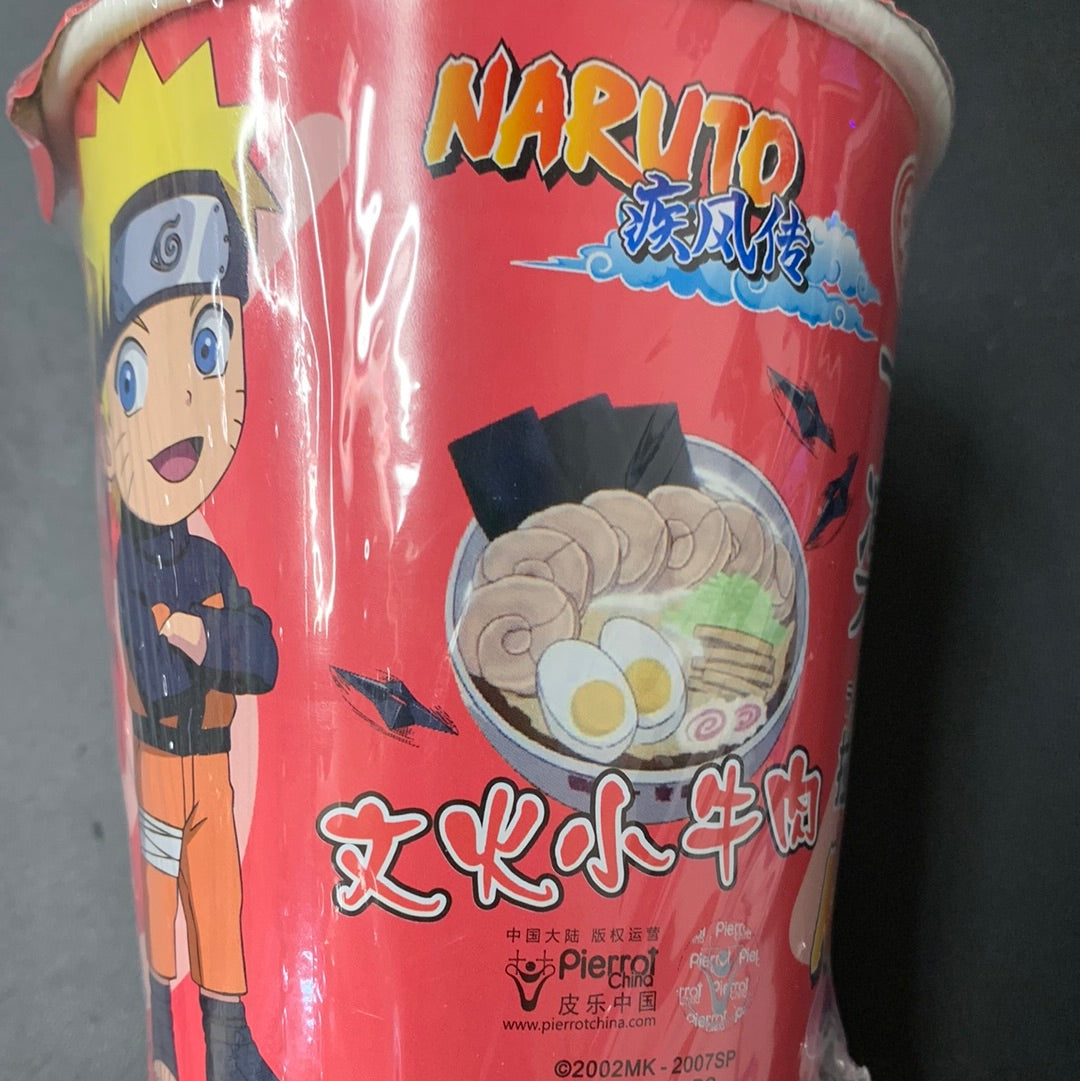 NARUTO
疾风传
文火小牛肉
中国大陆 版权运营
Pierrot
China
皮乐中国
www.pierrotchina.com
©2002MK - 2007SP